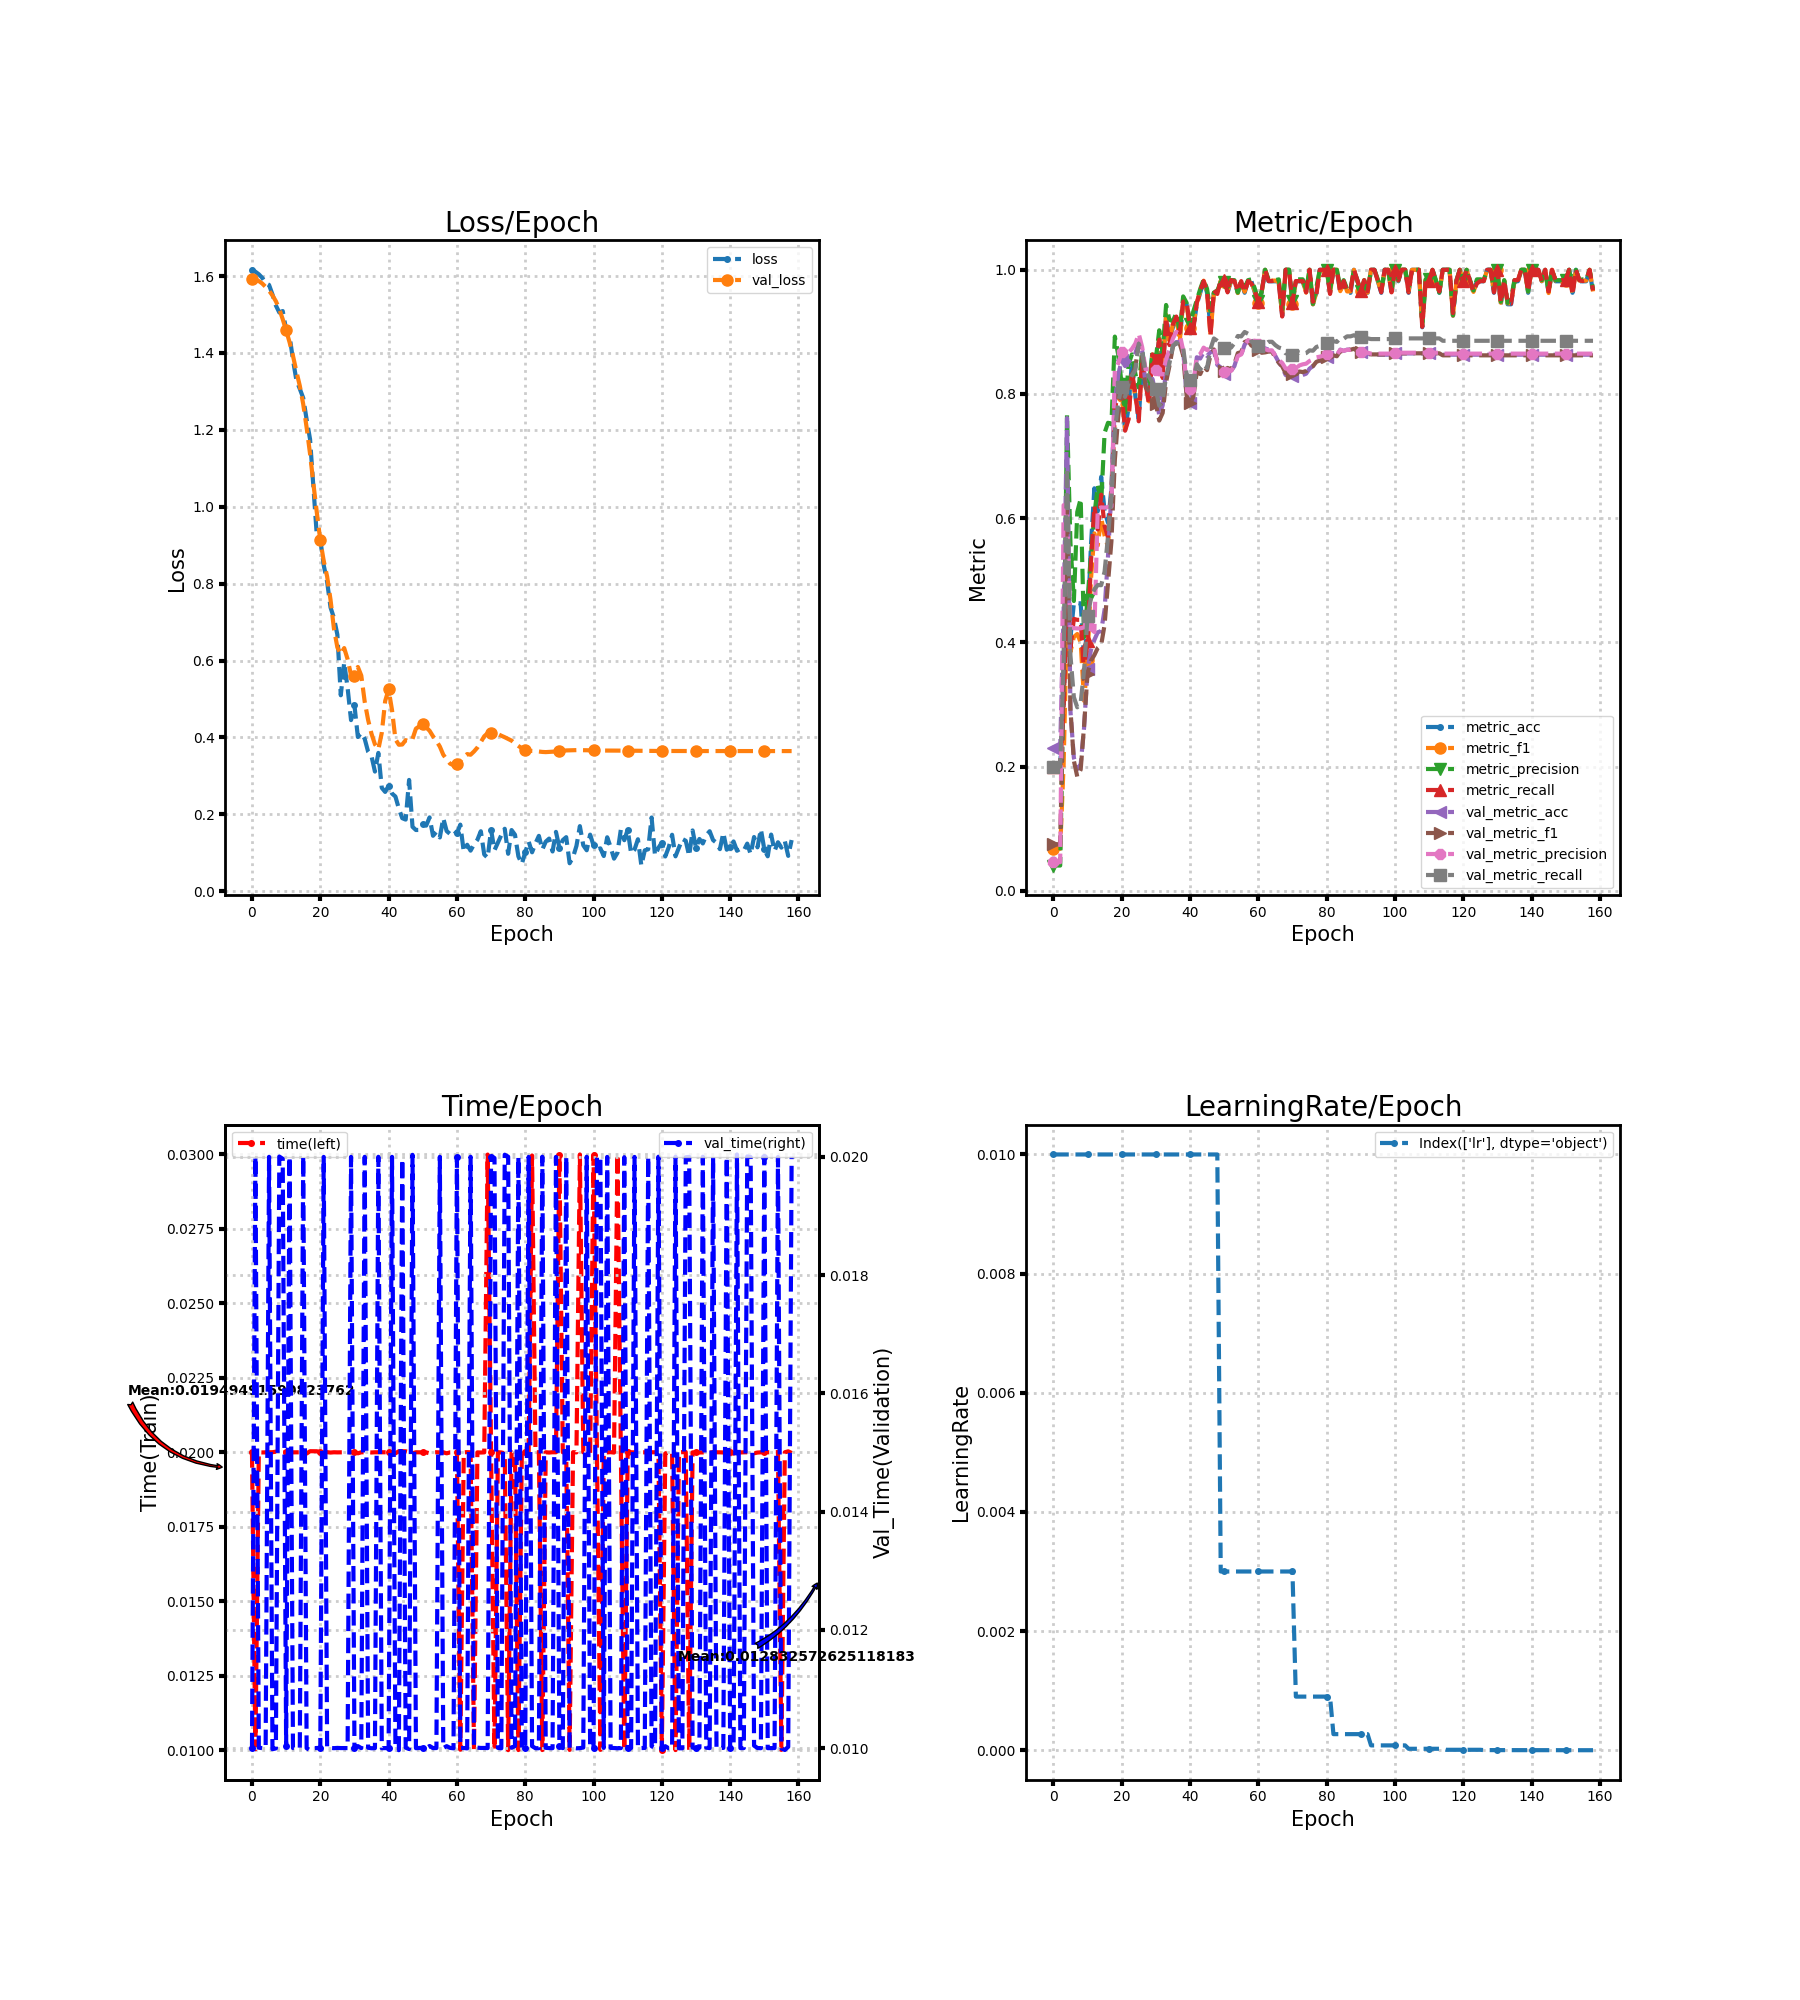 Loss/Epoch
loss
val_loss
1.6
1.4
1.2
1.0
0.8
0.6
0.4
0.2
0.0
Loss
0 20 40 60 80 100 120 140 160
Epoch
Metric/Epoch
1.0
0.8
0.6
0.4
0.2
0.0
Metric
metric_acc
metric_f1
metric_precision
metric_recall
val_metric_acc
val_metric_f1
val_metric_precision
val_metric_recall
0 20 40 60 80 100 120 140 160
Epoch
Time/Epoch
time(left)
val_time(right)
0.0300
0.0275
0.0250
0.0225
0.0200
0.0175
0.0150
0.0125
0.0100
Time(Train)
0.020
0.018
0.016
0.014
0.012
0.010
Val_Time(Validation)
Mean:0.012832572625118183
0 20 40 60 80 100 120 140 160
Epoch
LearningRate/Epoch
Index(['lr'], dtype='object')
0.010
0.008
0.006
0.004
0.002
0.000
LearningRate
0 20 40 60 80 100 120 140 160
Epoch